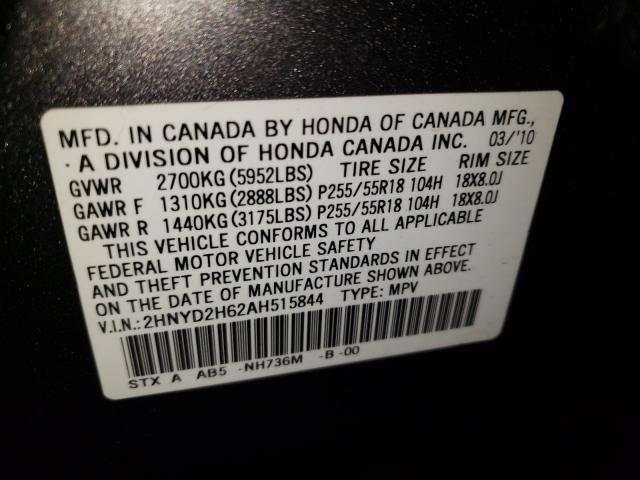 MFD. IN CANADA BY HONDA OF CANADA MFG.,
A DIVISION OF HONDA CANADA INC. 03/'10
GVWR 2700KG(5952LBS) TIRE SIZE RIM SIZE
GAWR F 1310KG(2888LBS) P255/55R18 104H 18X8.0J
GAWR R 1440KG(3175LBS) P255/55R18 104H 18X8.0J
THIS VEHICLE CONFORMS TO ALL APPLICABLE
FEDERAL MOTOR VEHICLE SAFETY
AND THEFT PREVENTION STANDARDS IN EFFECT
ON THE DATE OF MANUFACTURE SHOWN ABOVE.
V.I.N.:2HNYD2H62AH515844 TYPE: MPV
STX A AB5 -NH736M -B -00